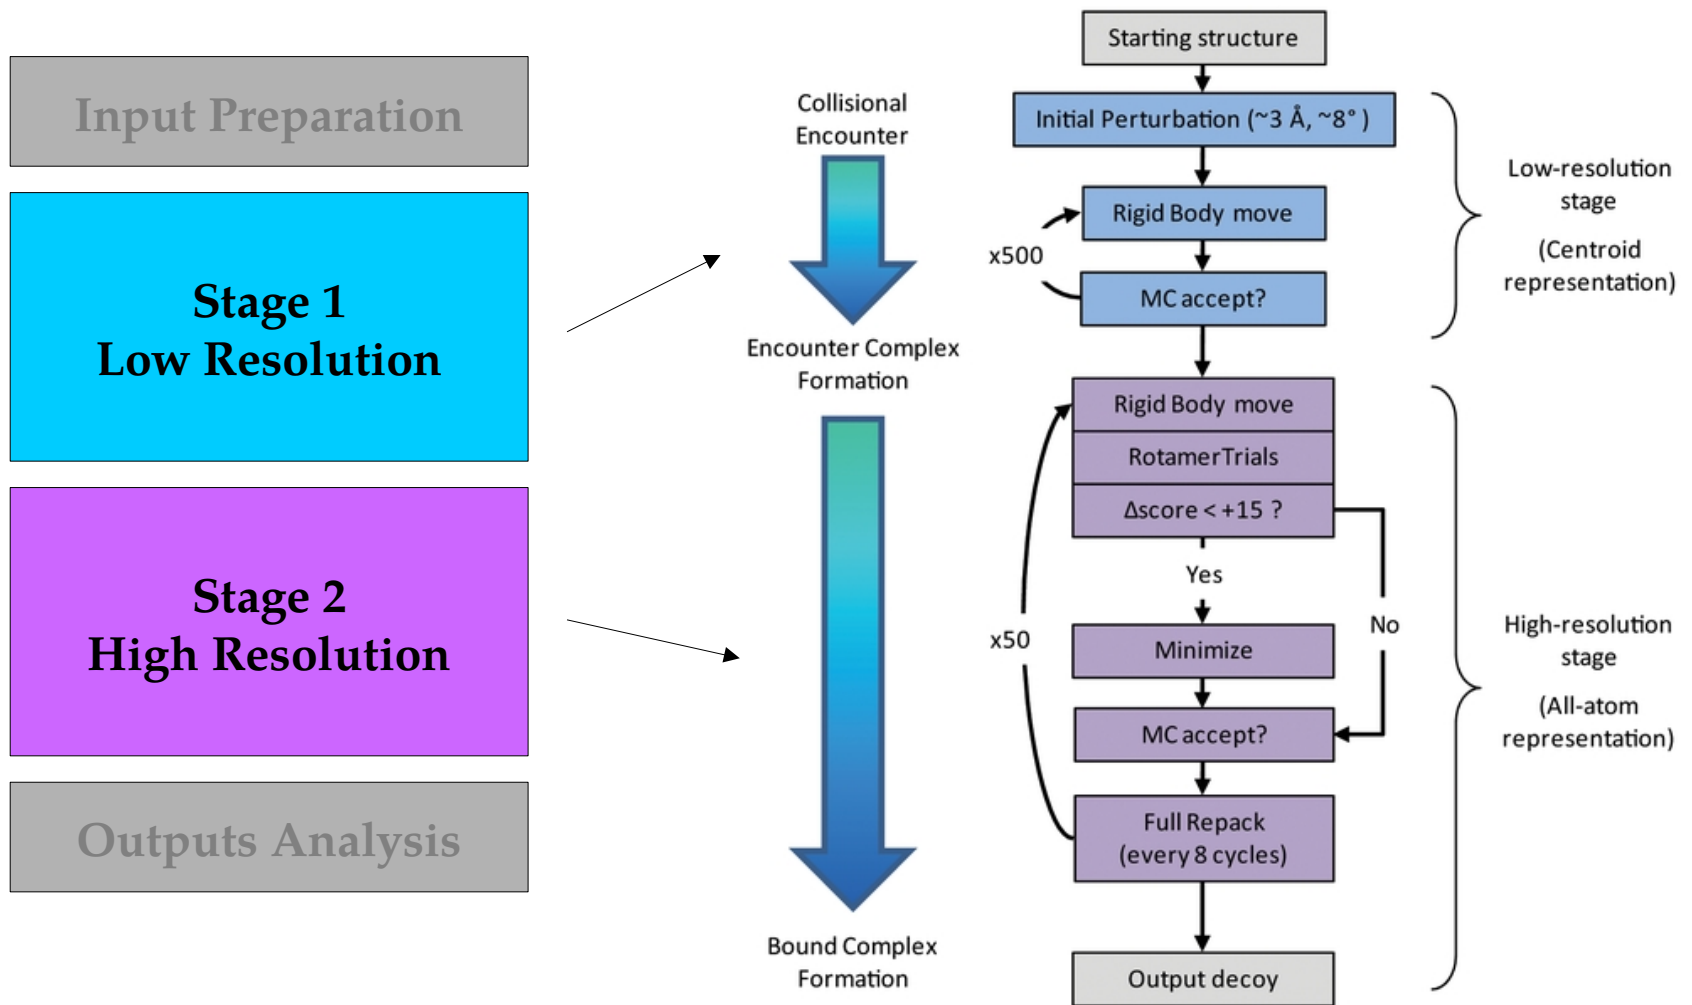 Input Preparation
Stage 1
Low Resolution
Stage 2
High Resolution
Outputs Analysis
Collisional
Encounter
Encounter Complex
Formation
Bound Complex
Formation
Starting structure
Initial Perturbation (~3 Å, ~8° )
Rigid Body move
x500
MC accept?
Rigid Body move
RotamerTrials
Δscore < +15 ?
Yes
No
x50
Minimize
MC accept?
Full Repack
(every 8 cycles)
Output decoy
Low-resolution
stage
(Centroid
representation)
High-resolution
stage
(All-atom
representation)